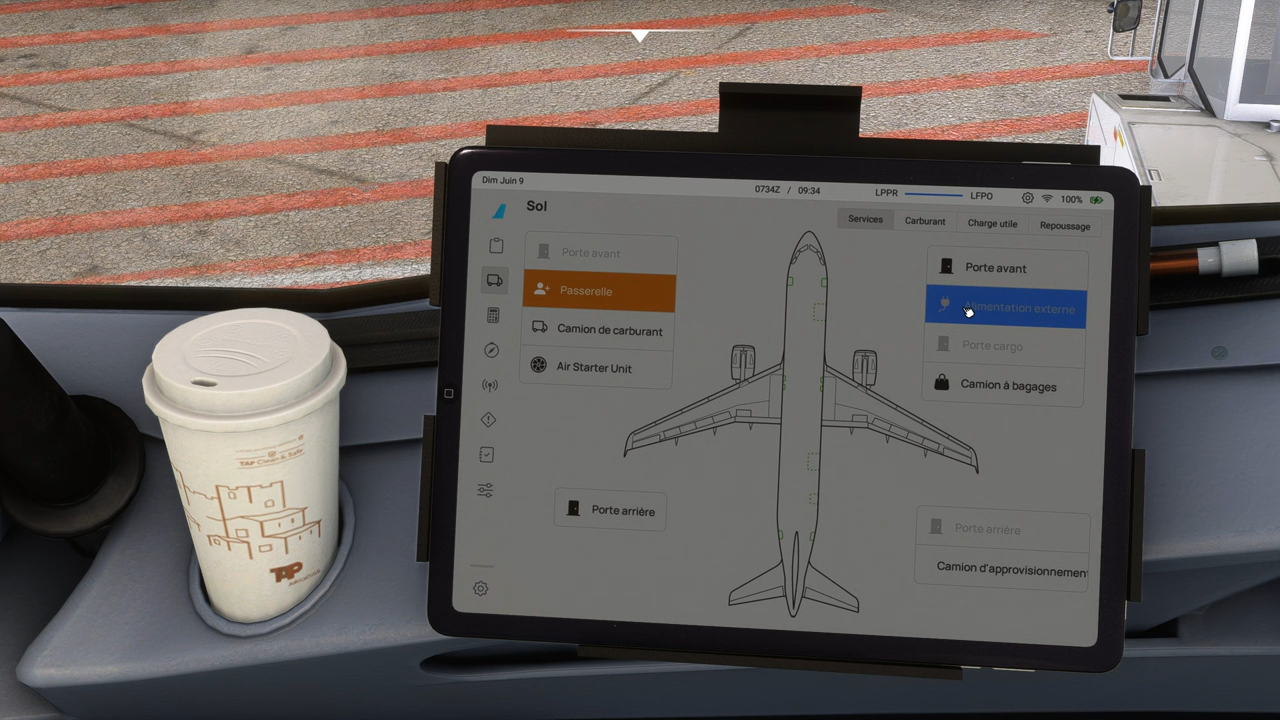 Dim Juin 9
0734Z / 09:34
LPPR
LFPO
100%
Sol
Services
Carburant
Charge utile
Repoussage
Porte avant
Passerelle
Camion de carburant
Air Starter Unit
Porte avant
Alimentation externe
Porte cargo
Camion à bagages
Porte arrière
Porte arrière
Camion d'approvisionnement
TAP Clean & Safe
TAP